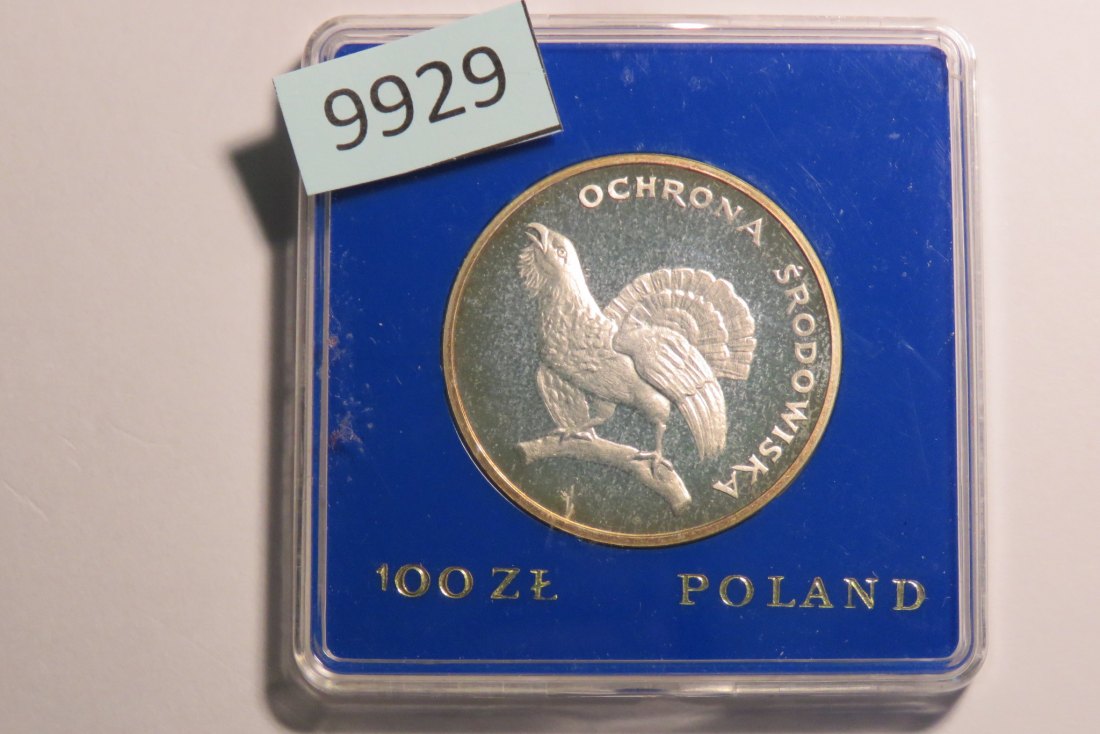 9929
OCHRONA ŚRODOWISKA
100 ZŁ POLAND